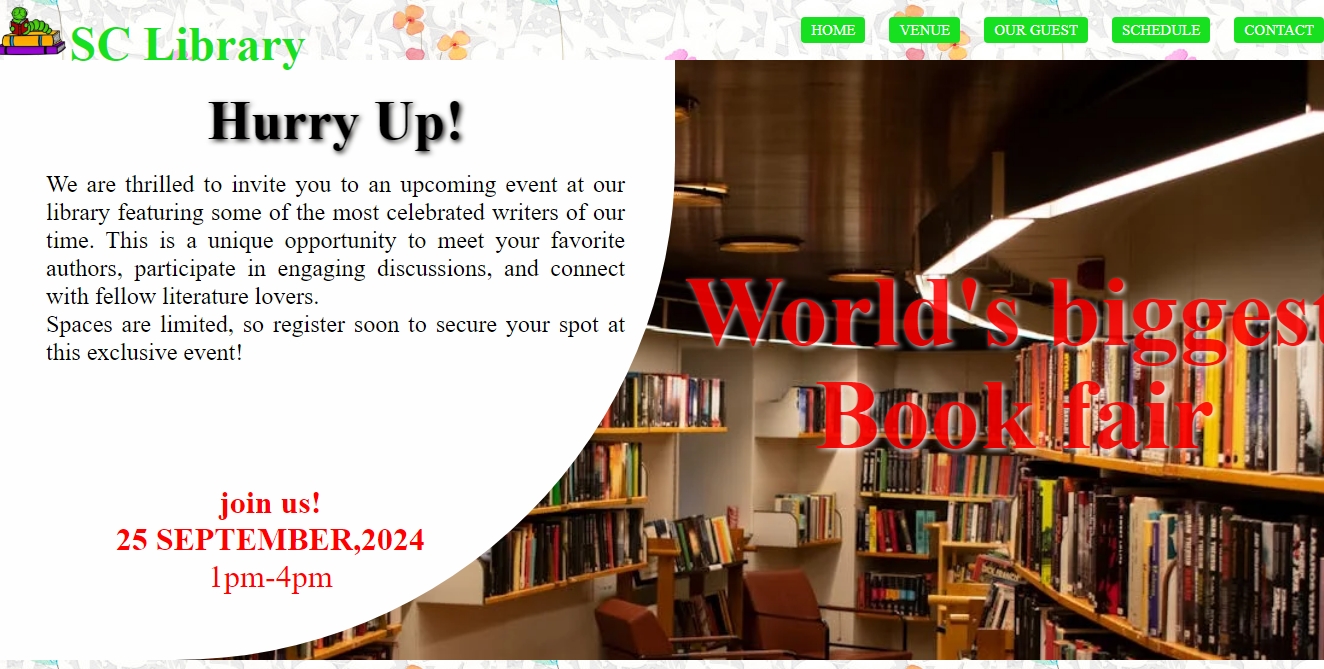 SC Library
HOME
VENUE
OUR GUEST
SCHEDULE
CONTACT
Hurry Up!
We are thrilled to invite you to an upcoming event at our
library featuring some of the most celebrated writers of our
time. This is a unique opportunity to meet your favorite
authors, participate in engaging discussions, and connect
with fellow literature lovers.
Spaces are limited, so register soon to secure your spot at
this exclusive event!
World's biggest
Book fair
join us!
25 SEPTEMBER,2024
1pm-4pm